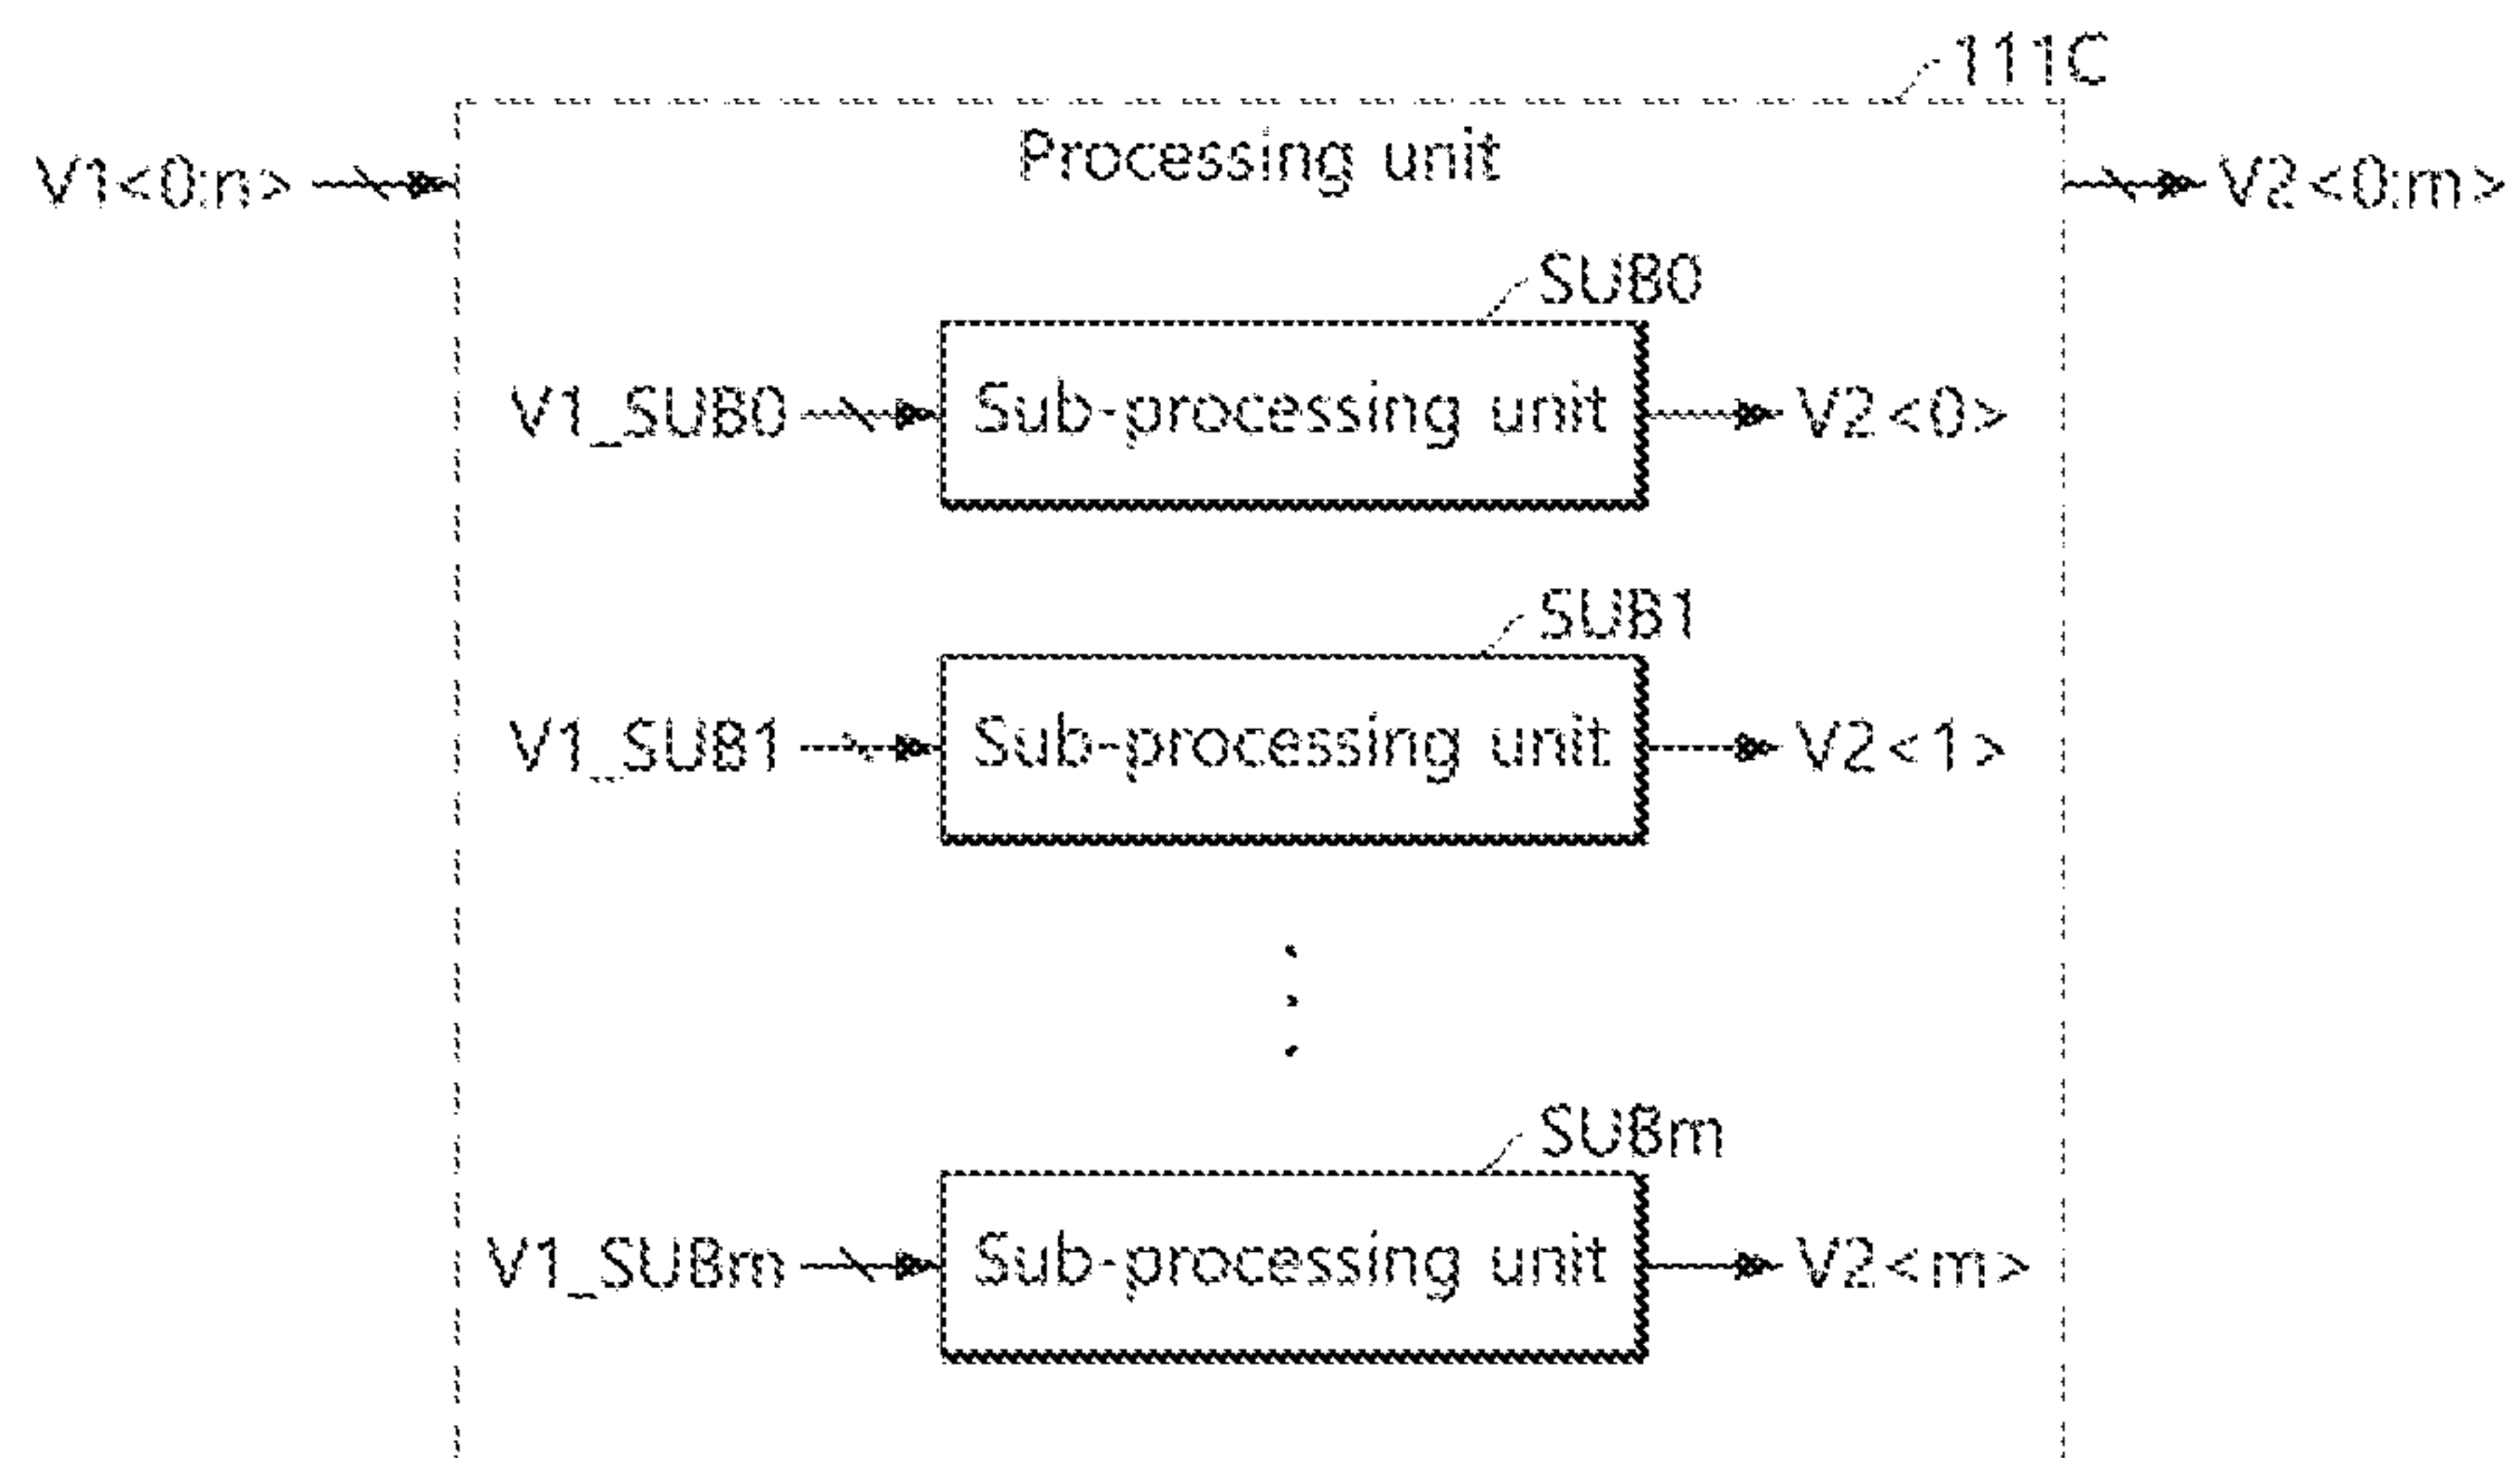 111C
Processing unit
V1<0:n>
V2<0:m>
SUB0
V1_SUB0
Sub-processing unit
V2<0>
SUB1
V1_SUB1
Sub-processing unit
V2<1>
SUBm
V1_SUBm
Sub-processing unit
V2<m>